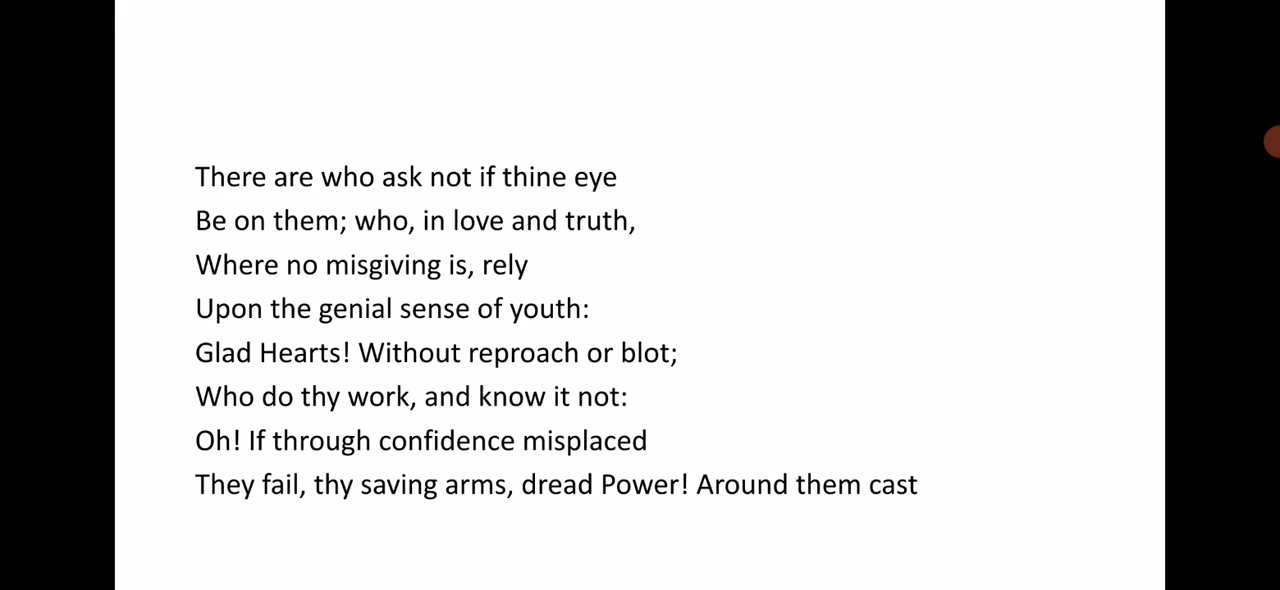 There are who ask not if thine eye
Be on them; who, in love and truth,
Where no misgiving is, rely
Upon the genial sense of youth:
Glad Hearts! Without reproach or blot;
Who do thy work, and know it not:
Oh! If through confidence misplaced
They fail, thy saving arms, dread Power! Around them cast